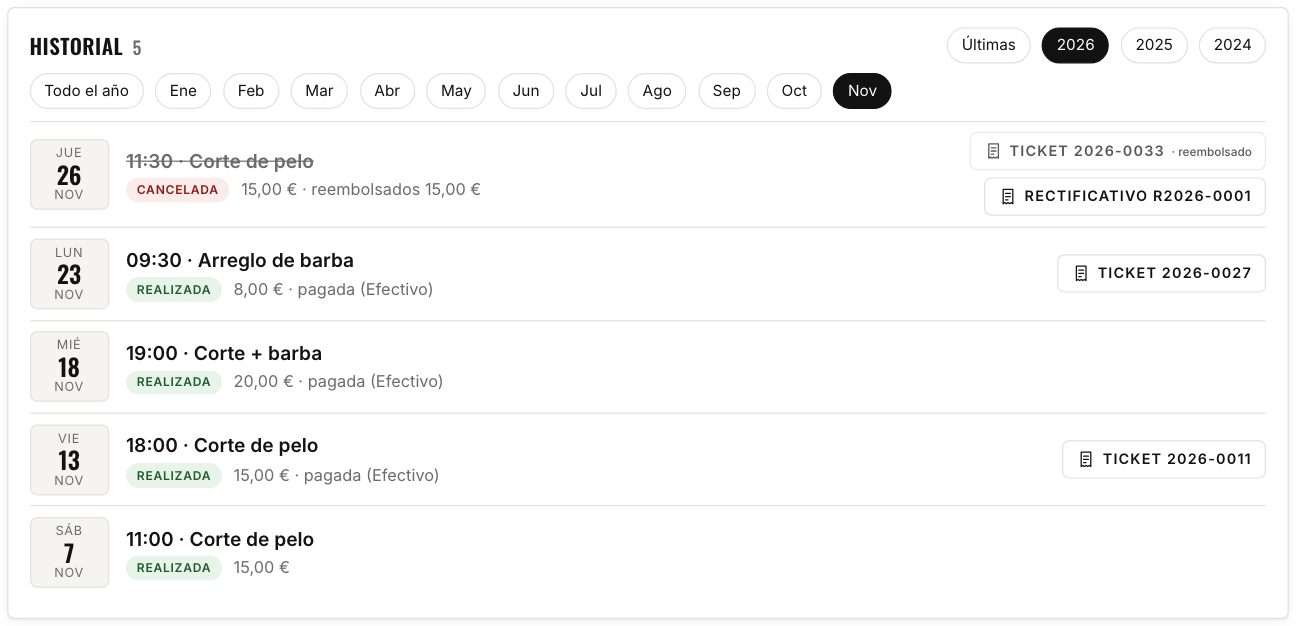 HISTORIAL 5
Últimas 2026 2025 2024
Todo el año Ene Feb Mar Abr May Jun Jul Ago Sep Oct Nov
JUE
26
NOV
11:30 · Corte de pelo
CANCELADA 15,00 € · reembolsados 15,00 €
TICKET 2026-0033 · reembolsado
RECTIFICATIVO R2026-0001
LUN
23
NOV
09:30 · Arreglo de barba
REALIZADA 8,00 € · pagada (Efectivo)
TICKET 2026-0027
MIÉ
18
NOV
19:00 · Corte + barba
REALIZADA 20,00 € · pagada (Efectivo)
VIE
13
NOV
18:00 · Corte de pelo
REALIZADA 15,00 € · pagada (Efectivo)
TICKET 2026-0011
SÁB
7
NOV
11:00 · Corte de pelo
REALIZADA 15,00 €